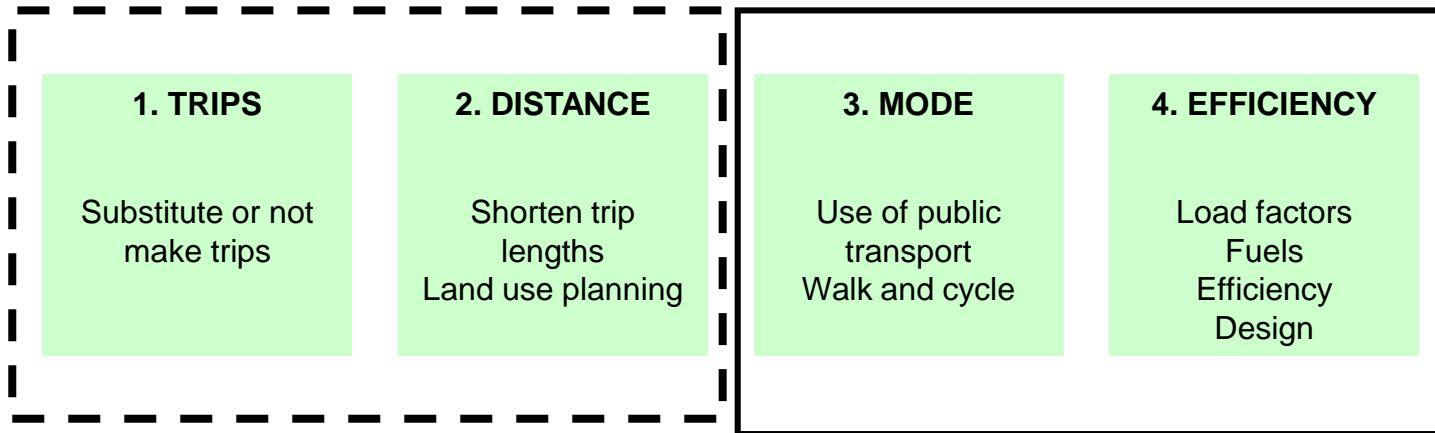 1. TRIPS
Substitute or not
make trips
2. DISTANCE
Shorten trip
lengths
Land use planning
3. MODE
Use of public
transport
Walk and cycle
4. EFFICIENCY
Load factors
Fuels
Efficiency
Design